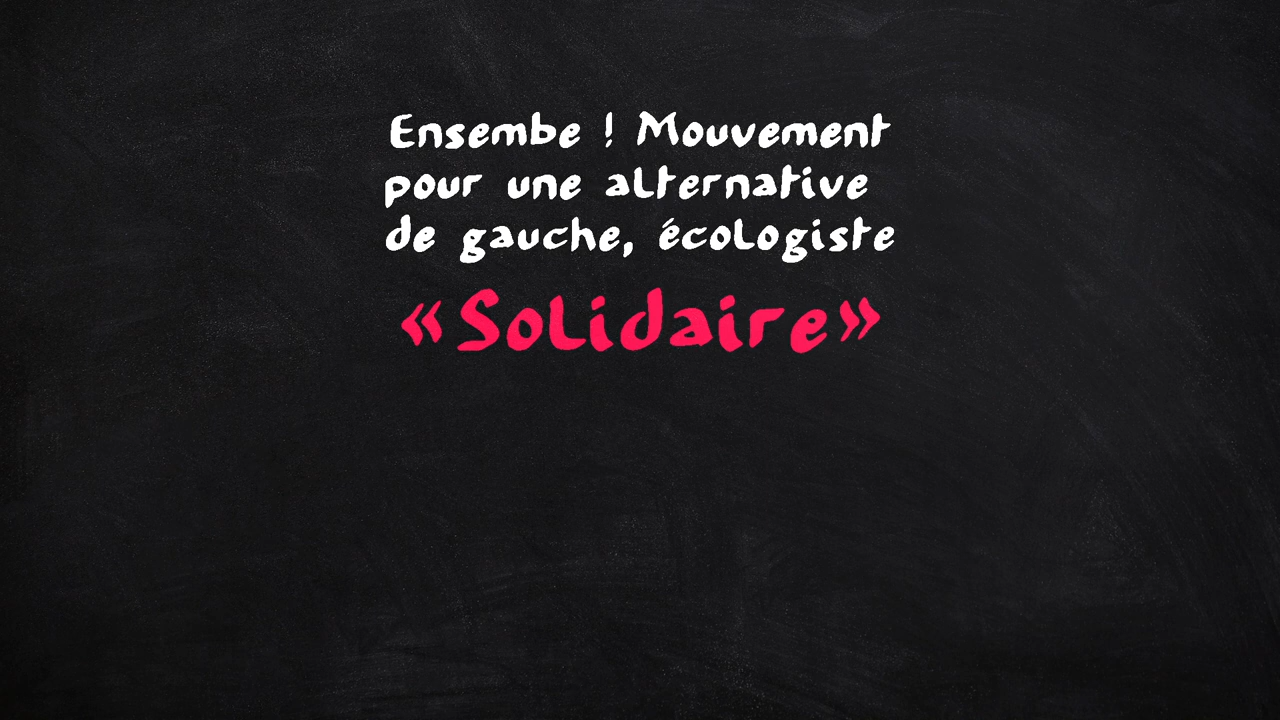 Ensembe ! Mouvement
pour une alternative
de gauche, écologiste
«Solidaire»